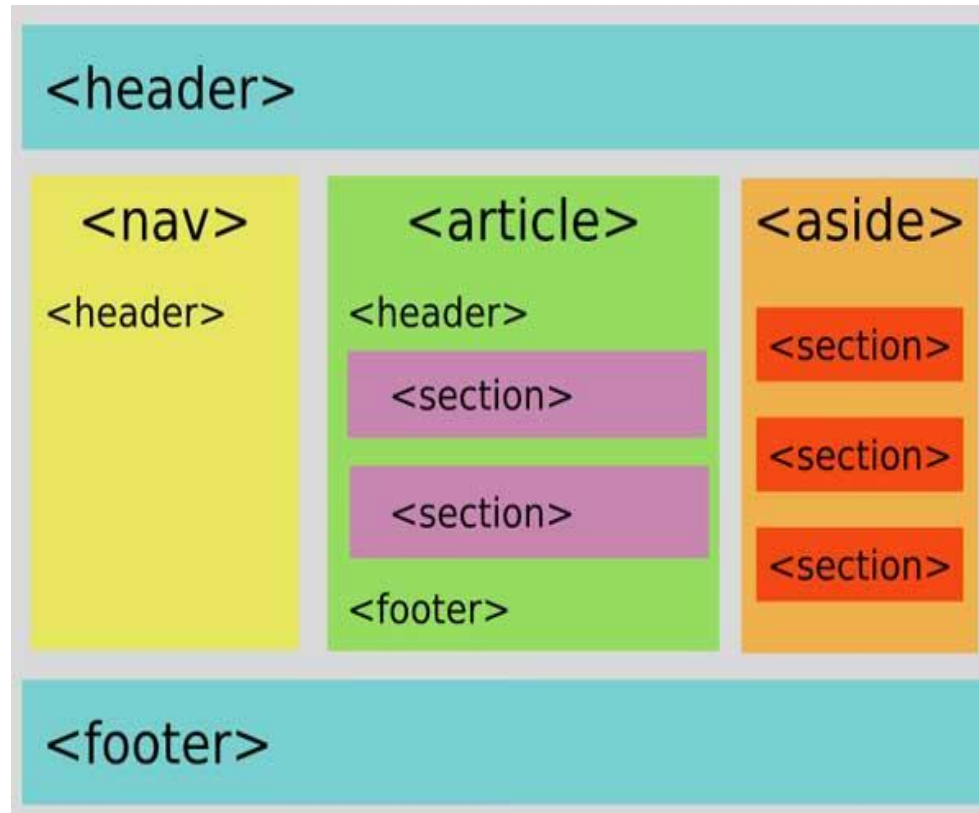 <header>
<nav>
<header>
<article>
<header>
<section>
<section>
<footer>
<aside>
<section>
<section>
<section>
<footer>